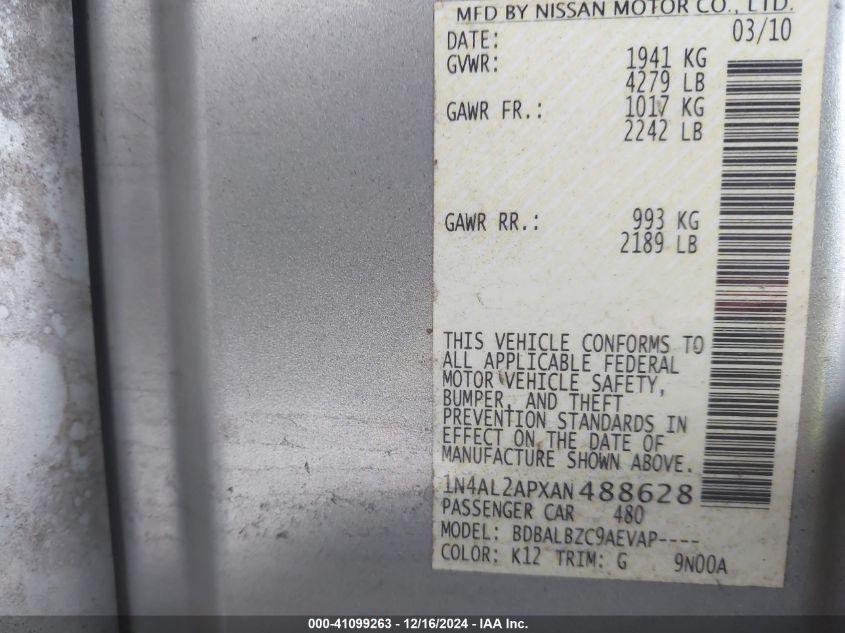 MFD BY NISSAN MOTOR CO., LTD.
DATE: 03/10
GVWR: 1941 KG
4279 LB
GAWR FR.: 1017 KG
2242 LB
GAWR RR.: 993 KG
2189 LB
THIS VEHICLE CONFORMS TO
ALL APPLICABLE FEDERAL
MOTOR VEHICLE SAFETY,
BUMPER, AND THEFT
PREVENTION STANDARDS IN
EFFECT ON THE DATE OF
MANUFACTURE SHOWN ABOVE.
1N4AL2APXAN488628
PASSENGER CAR 480
MODEL: BDBALBZC9AEVAP----
COLOR: K12 TRIM: G 9N00A
000-41099263 - 12/16/2024 - IAA Inc.